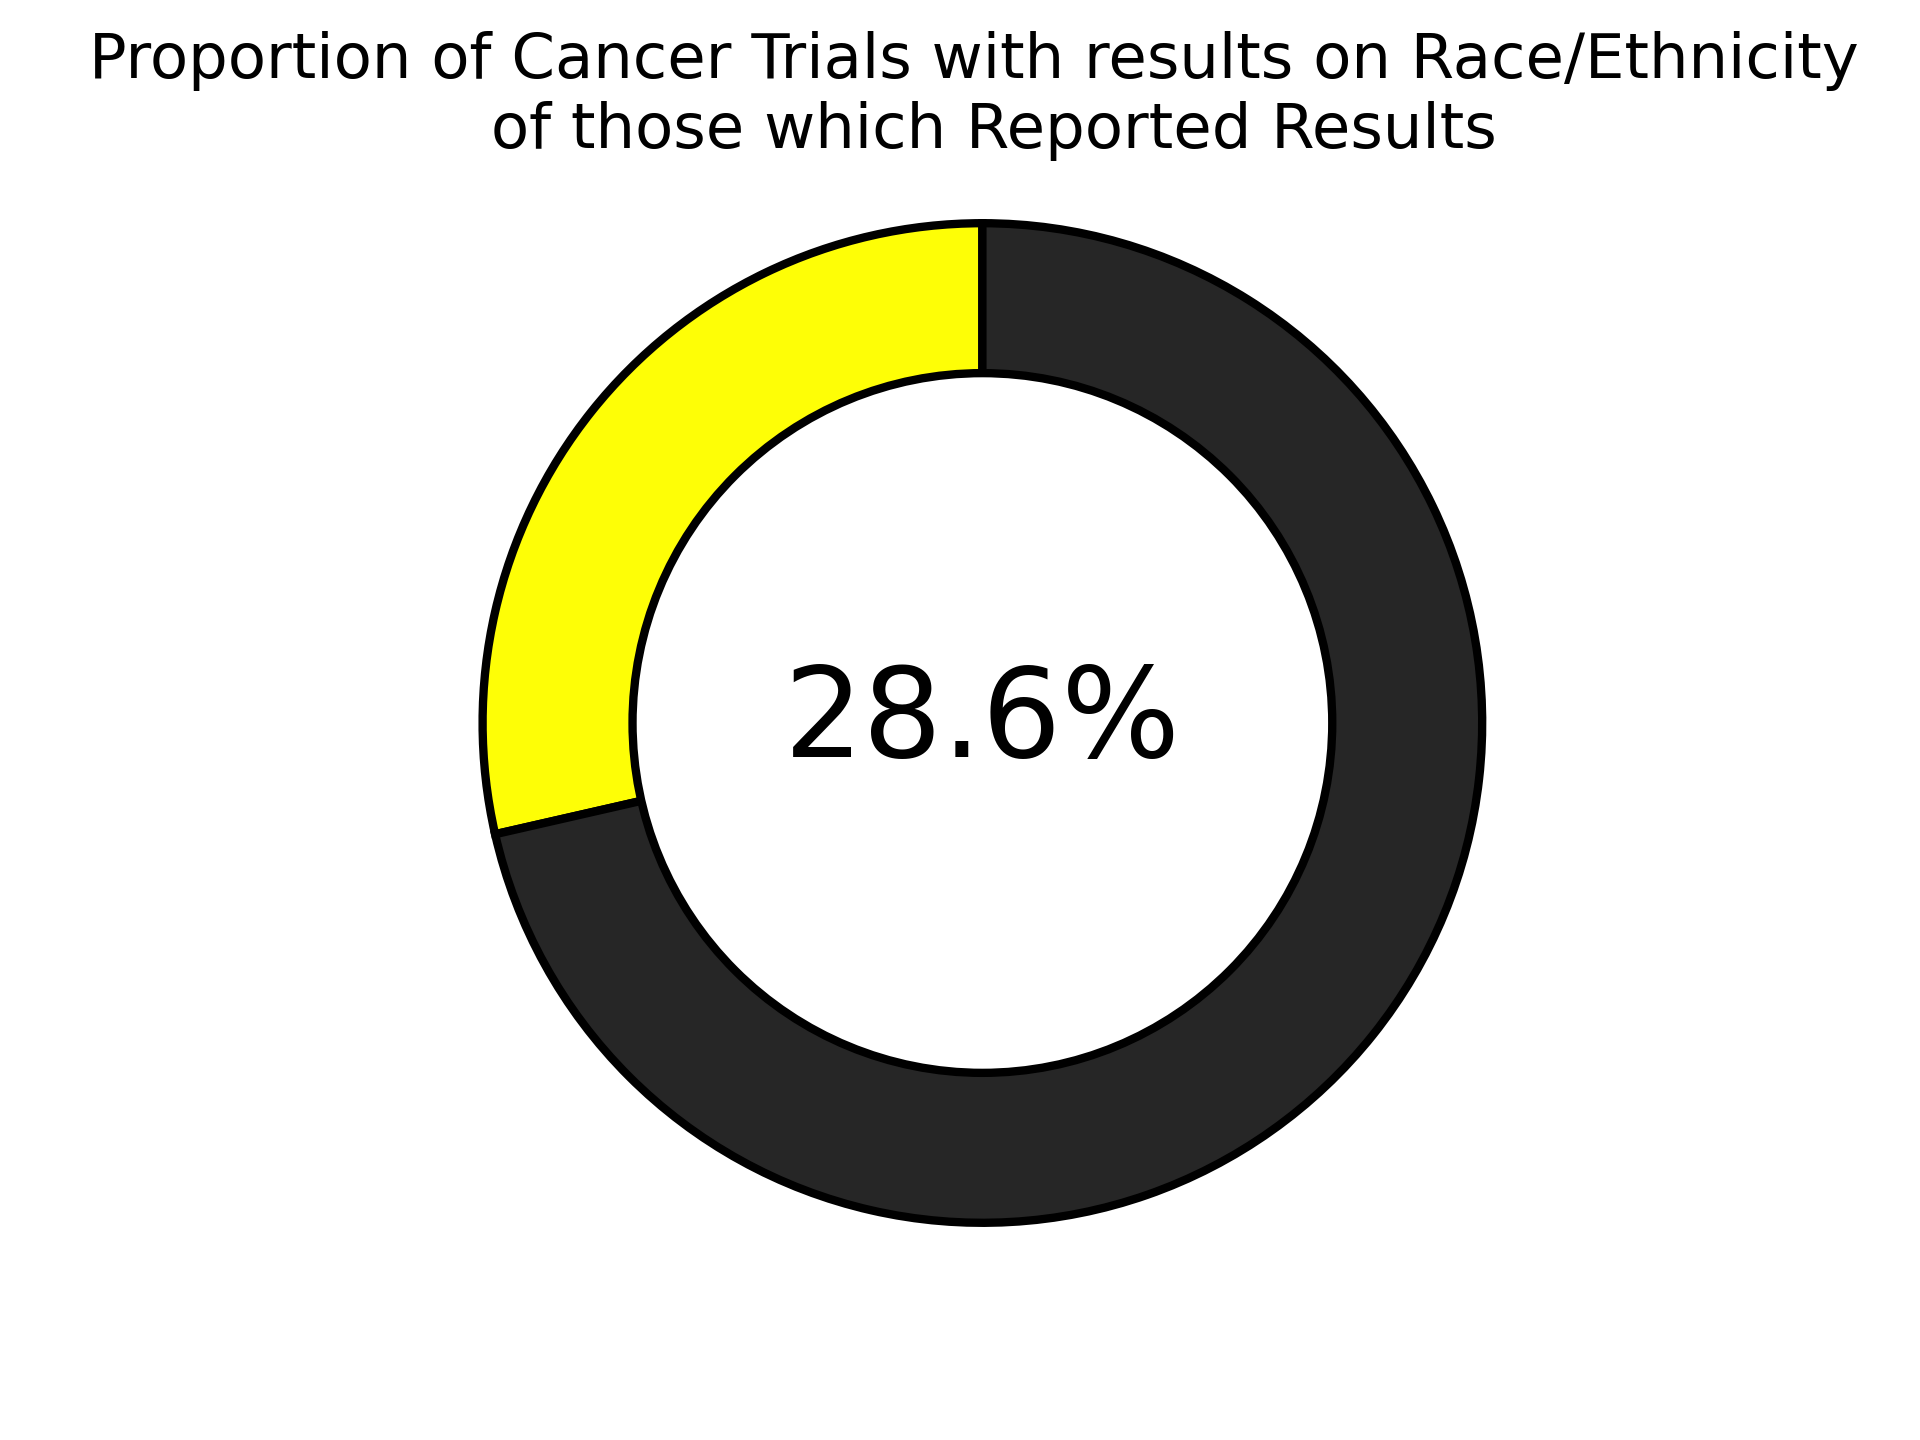 Proportion of Cancer Trials with results on Race/Ethnicity
of those which Reported Results
28.6%